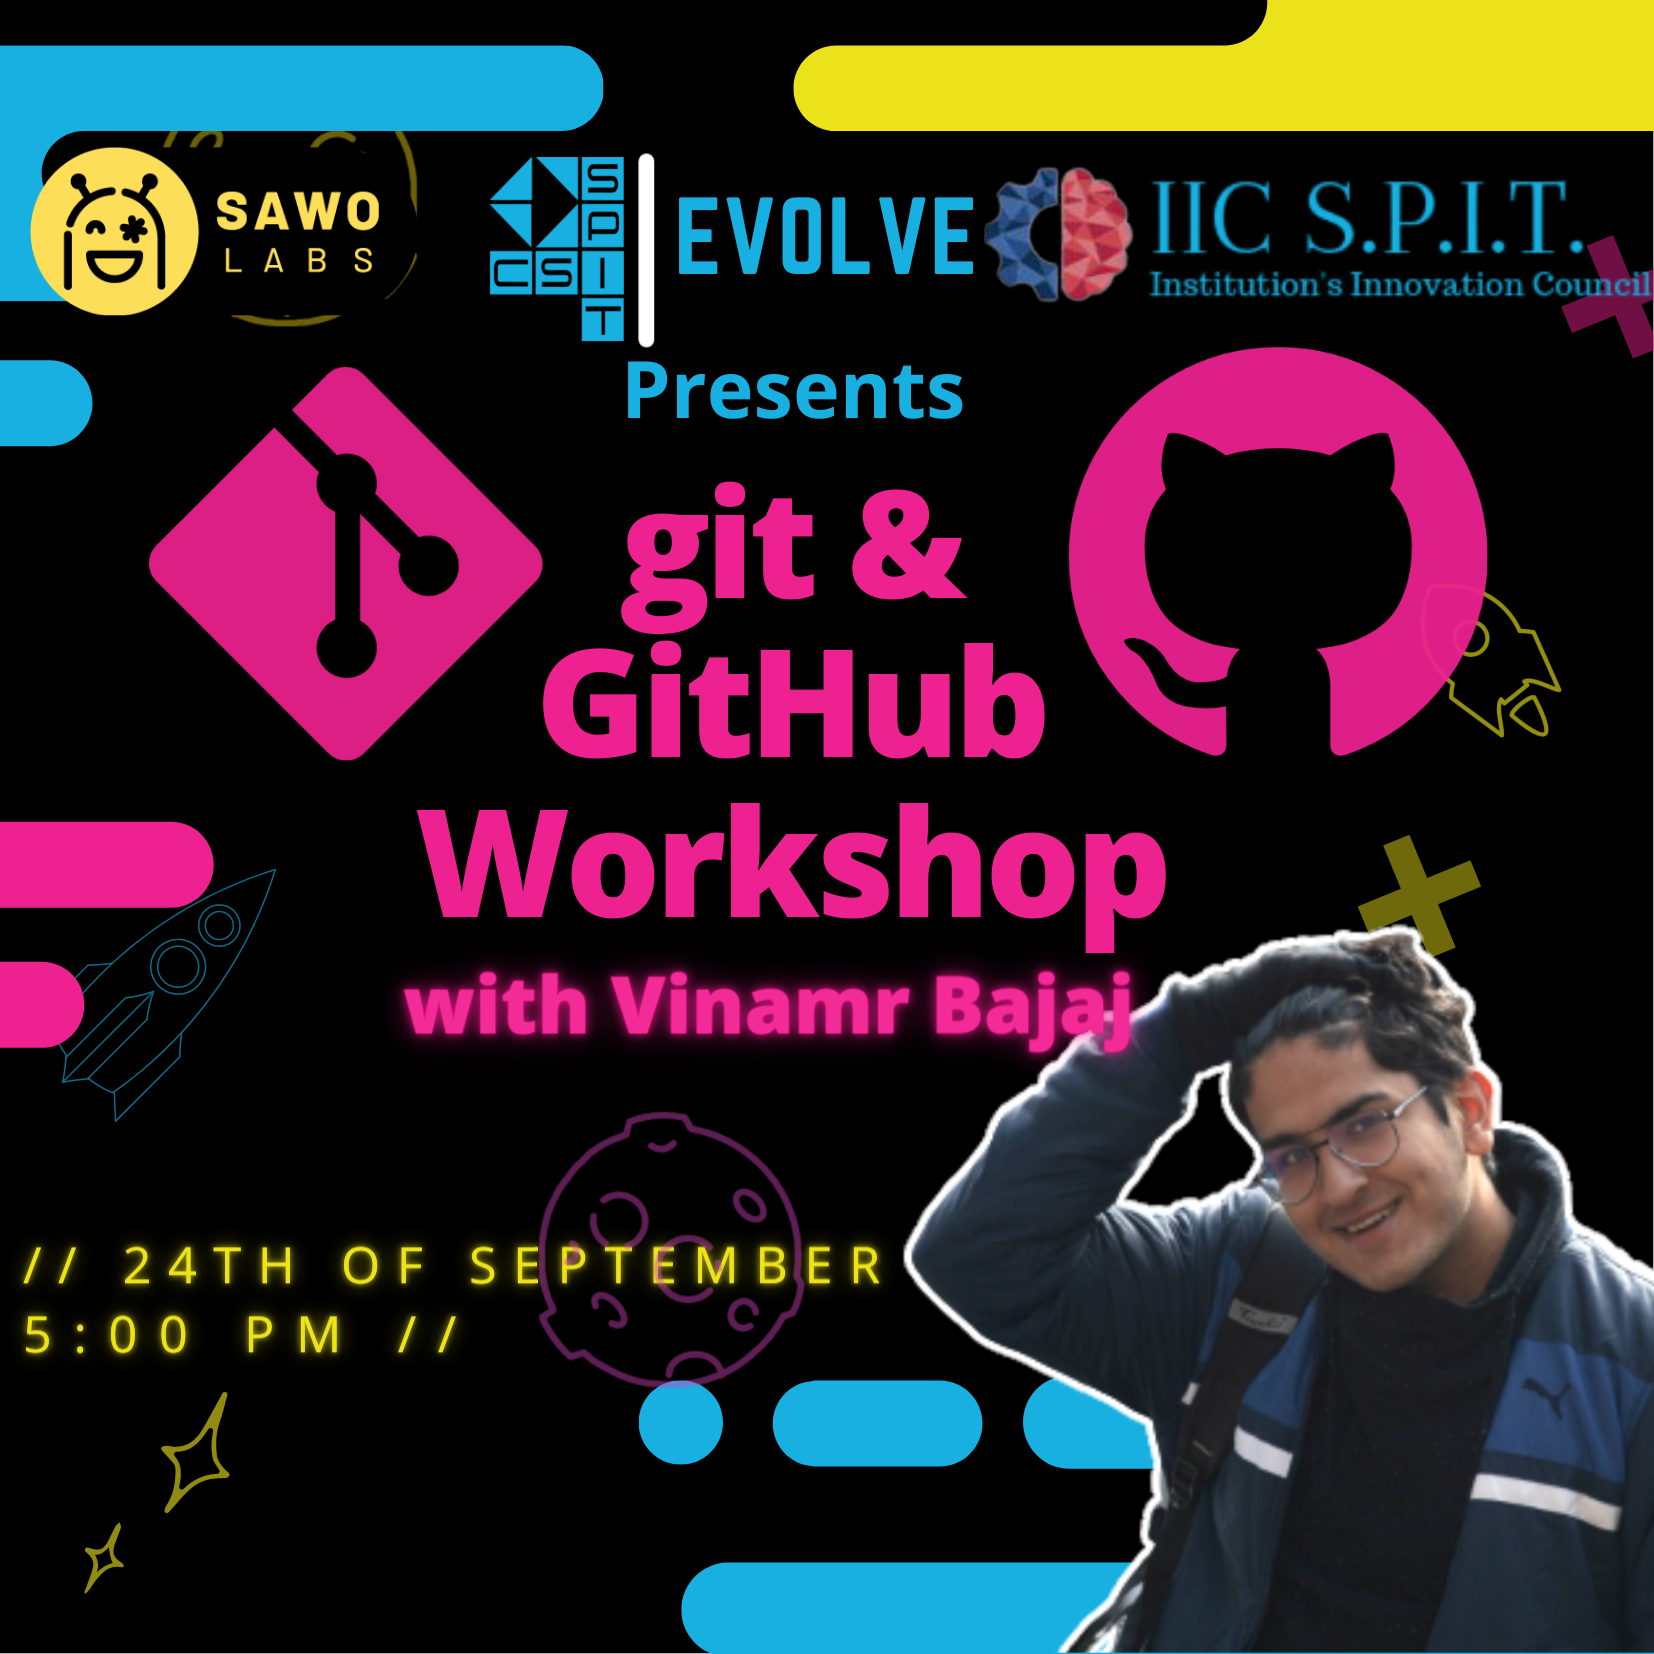 SAWO
LABS
CSI
SPIT
EVOLVE
IIC S.P.I.T.
Institution's Innovation Council
Presents
git &
GitHub
Workshop
with Vinamr Bajaj
// 24TH OF SEPTEMBER
5:00 PM //